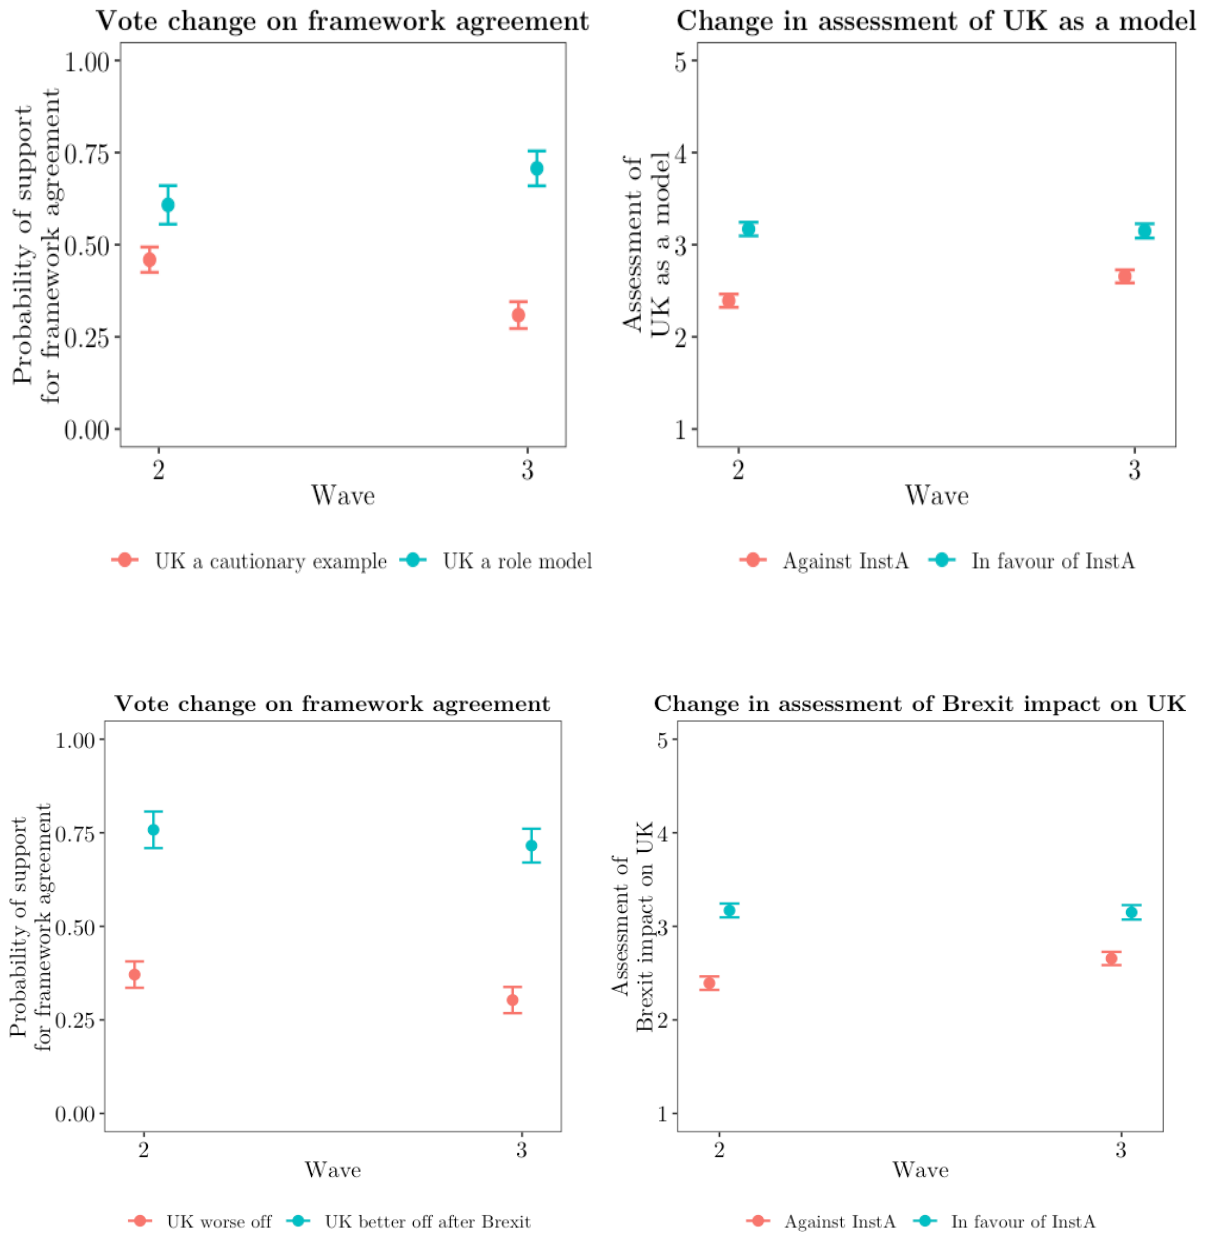 Vote change on framework agreement
Probability of support
for framework agreement
1.00
0.75
0.50
0.25
0.00
2
3
Wave
UK a cautionary example
UK a role model
Change in assessment of UK as a model
Assessment of
UK as a model
5
4
3
2
1
2
3
Wave
Against InstA
In favour of InstA
Vote change on framework agreement
Probability of support
for framework agreement
1.00
0.75
0.50
0.25
0.00
2
3
Wave
UK worse off
UK better off after Brexit
Change in assessment of Brexit impact on UK
Assessment of
Brexit impact on UK
5
4
3
2
1
2
3
Wave
Against InstA
In favour of InstA